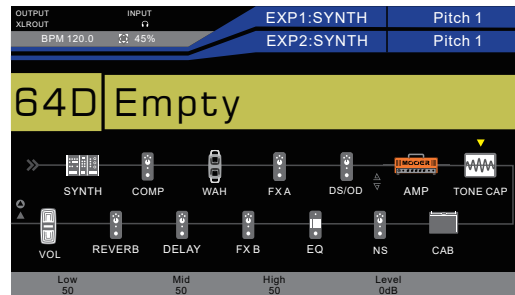 OUTPUT INPUT EXP1:SYNTH Pitch 1
XLROUT
BPM 120.0 45% EXP2:SYNTH Pitch 1
64D Empty
MOOER
SYNTH COMP WAH FX A DS/OD AMP TONE CAP
VOL REVERB DELAY FX B EQ NS CAB
Low Mid High Level
50 50 50 0dB